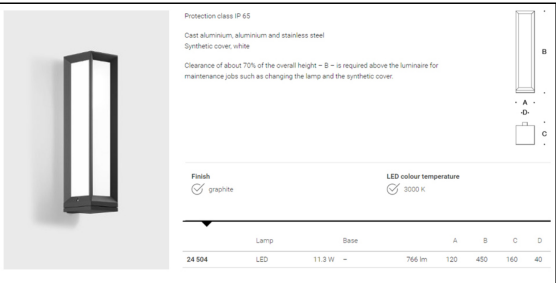 Protection class IP 65
Cast aluminium, aluminium and stainless steel
Synthetic cover, white
Clearance of about 70% of the overall height – B – is required above the luminaire for
maintenance jobs such as changing the lamp and the synthetic cover.
B
A
D
C
Finish
graphite
LED colour temperature
3000 K
Lamp Base A B C D
24 504 LED 11.3 W – 766 lm 120 450 160 40